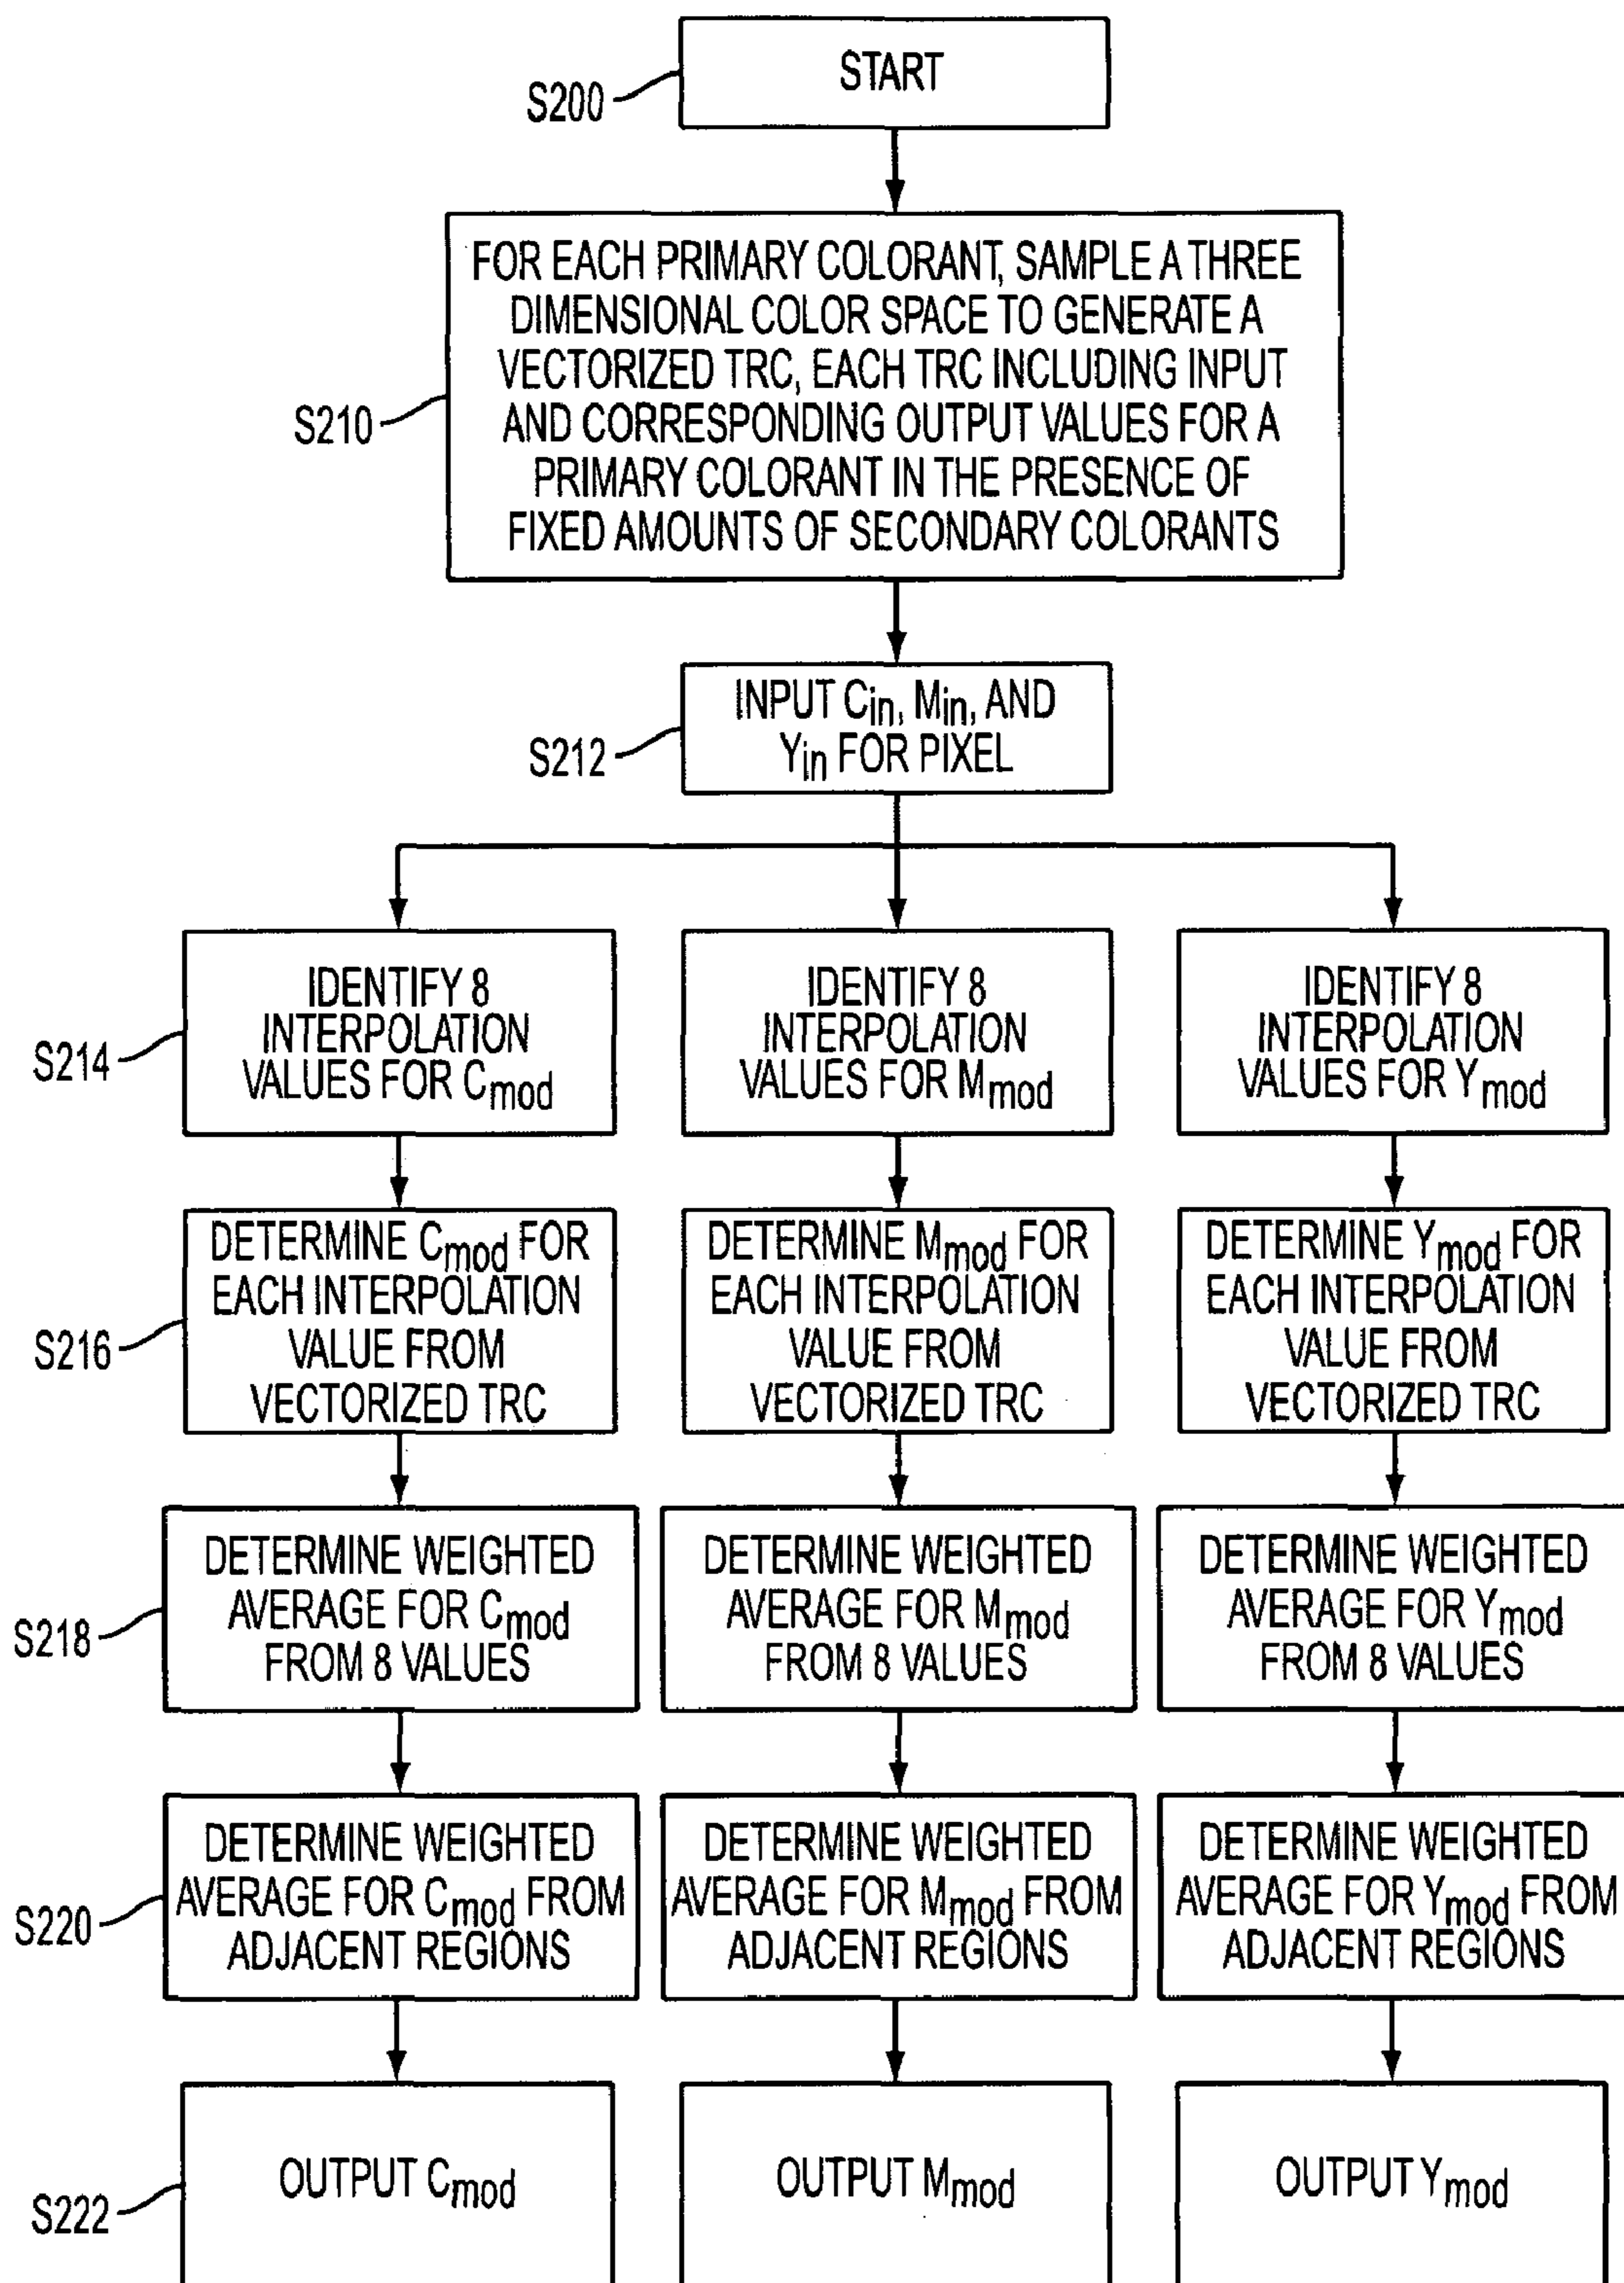 START
S200
FOR EACH PRIMARY COLORANT, SAMPLE A THREE
DIMENSIONAL COLOR SPACE TO GENERATE A
VECTORIZED TRC, EACH TRC INCLUDING INPUT
AND CORRESPONDING OUTPUT VALUES FOR A
PRIMARY COLORANT IN THE PRESENCE OF
FIXED AMOUNTS OF SECONDARY COLORANTS
S210
INPUT Cin, Min, AND
Yin FOR PIXEL
S212
S214
IDENTIFY 8
INTERPOLATION
VALUES FOR Cmod
IDENTIFY 8
INTERPOLATION
VALUES FOR Mmod
IDENTIFY 8
INTERPOLATION
VALUES FOR Ymod
S216
DETERMINE Cmod FOR
EACH INTERPOLATION
VALUE FROM
VECTORIZED TRC
DETERMINE Mmod FOR
EACH INTERPOLATION
VALUE FROM
VECTORIZED TRC
DETERMINE Ymod FOR
EACH INTERPOLATION
VALUE FROM
VECTORIZED TRC
S218
DETERMINE WEIGHTED
AVERAGE FOR Cmod
FROM 8 VALUES
DETERMINE WEIGHTED
AVERAGE FOR Mmod
FROM 8 VALUES
DETERMINE WEIGHTED
AVERAGE FOR Ymod
FROM 8 VALUES
S220
DETERMINE WEIGHTED
AVERAGE FOR Cmod FROM
ADJACENT REGIONS
DETERMINE WEIGHTED
AVERAGE FOR Mmod FROM
ADJACENT REGIONS
DETERMINE WEIGHTED
AVERAGE FOR Ymod FROM
ADJACENT REGIONS
S222
OUTPUT Cmod
OUTPUT Mmod
OUTPUT Ymod